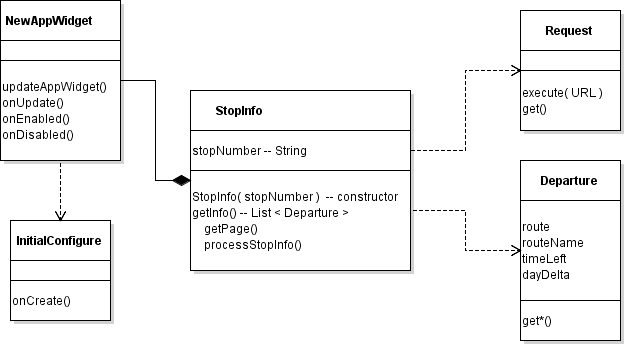 NewAppWidget
updateAppWidget()
onUpdate()
onEnabled()
onDisabled()
InitialConfigure
onCreate()
StopInfo
stopNumber -- String
StopInfo( stopNumber ) -- constructor
getInfo() -- List < Departure >
getPage()
processStopInfo()
Request
execute( URL )
get()
Departure
route
routeName
timeLeft
dayDelta
get*()